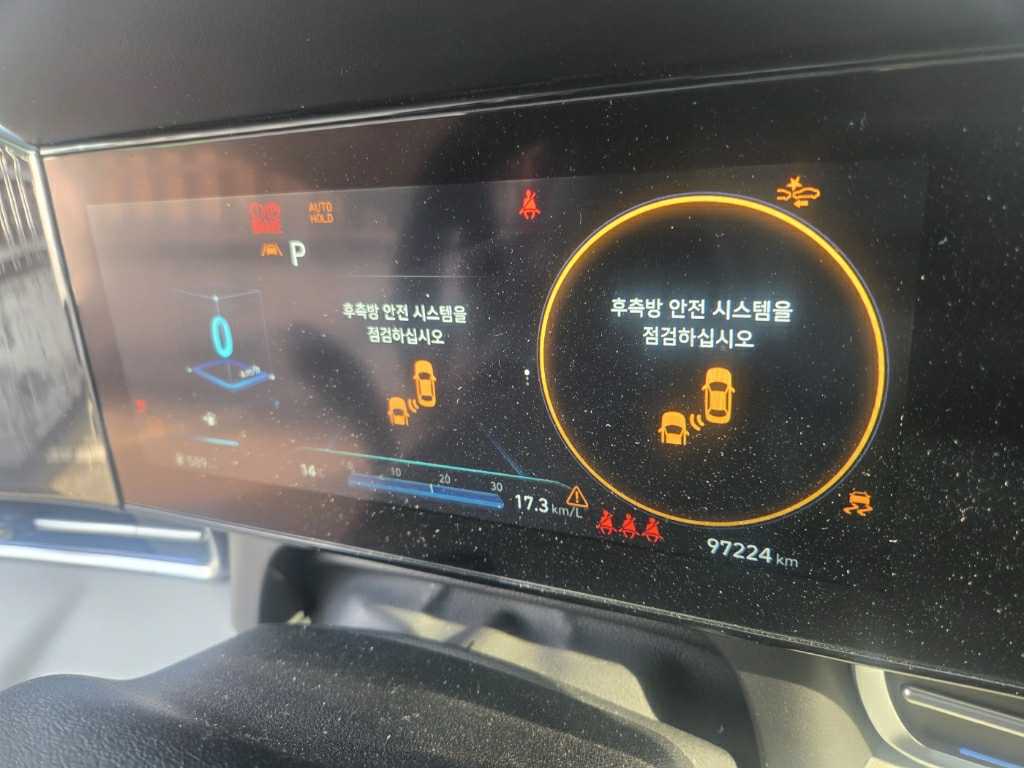 AUTO
HOLD
P
후측방 안전 시스템을
점검하십시오
후측방 안전 시스템을
점검하십시오
0
km/h
14
10
20
30
17.3 km/L
97224 km